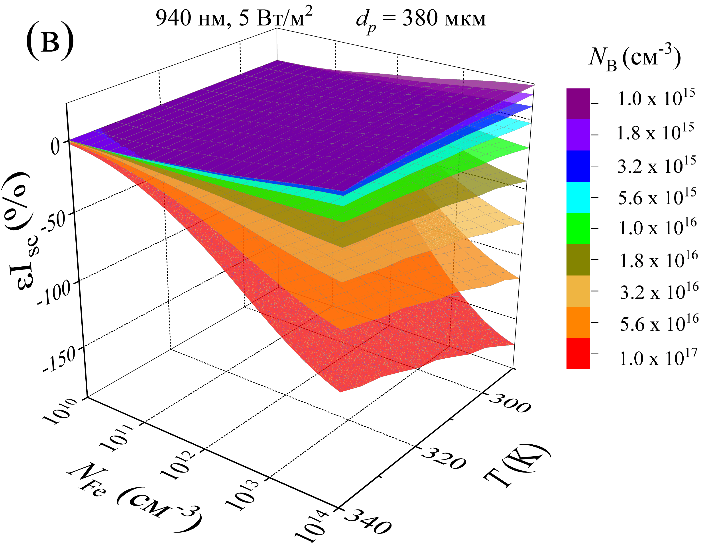 (в)
940 нм, 5 Вт/м² dₚ = 380 мкм
N_B (см⁻³)
1.0 x 10¹⁵
1.8 x 10¹⁵
3.2 x 10¹⁵
5.6 x 10¹⁵
1.0 x 10¹⁶
1.8 x 10¹⁶
3.2 x 10¹⁶
5.6 x 10¹⁶
1.0 x 10¹⁷
εI_sc (%)
0
-50
-100
-150
10¹⁰
10¹¹
10¹²
10¹³
10¹⁴
N_Fe (см⁻³)
300
320
340
T (К)